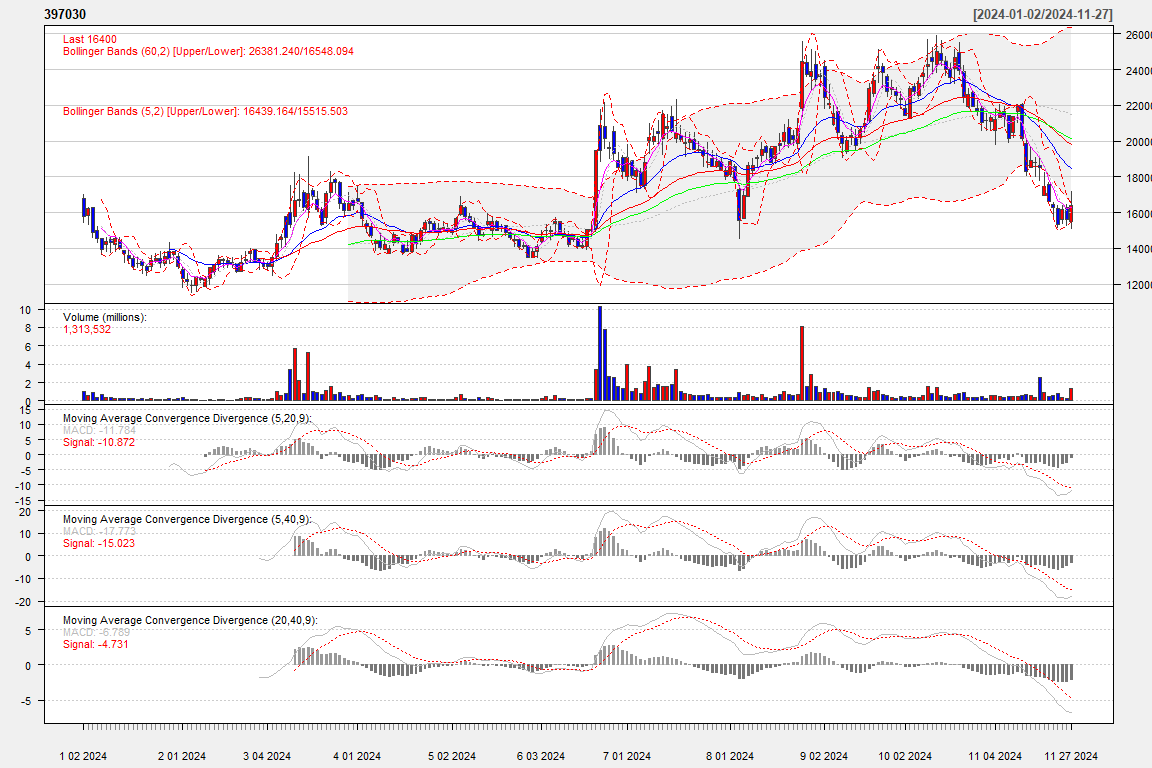 397030 [2024-01-02/2024-11-27]
Last 16400
Bollinger Bands (60,2) [Upper/Lower]: 26381.240/16548.094
Bollinger Bands (5,2) [Upper/Lower]: 16439.164/15515.503
26000
24000
22000
20000
18000
16000
14000
12000
Volume (millions):
1,313,532
10
8
6
4
2
0
Moving Average Convergence Divergence (5,20,9):
MACD: -11.784
Signal: -10.872
15
10
5
0
-5
-10
-15
Moving Average Convergence Divergence (5,40,9):
MACD: -17.773
Signal: -15.023
20
10
0
-10
-20
Moving Average Convergence Divergence (20,40,9):
MACD: -6.789
Signal: -4.731
5
0
-5
1 02 2024 2 01 2024 3 04 2024 4 01 2024 5 02 2024 6 03 2024 7 01 2024 8 01 2024 9 02 2024 10 02 2024 11 04 2024 11 27 2024